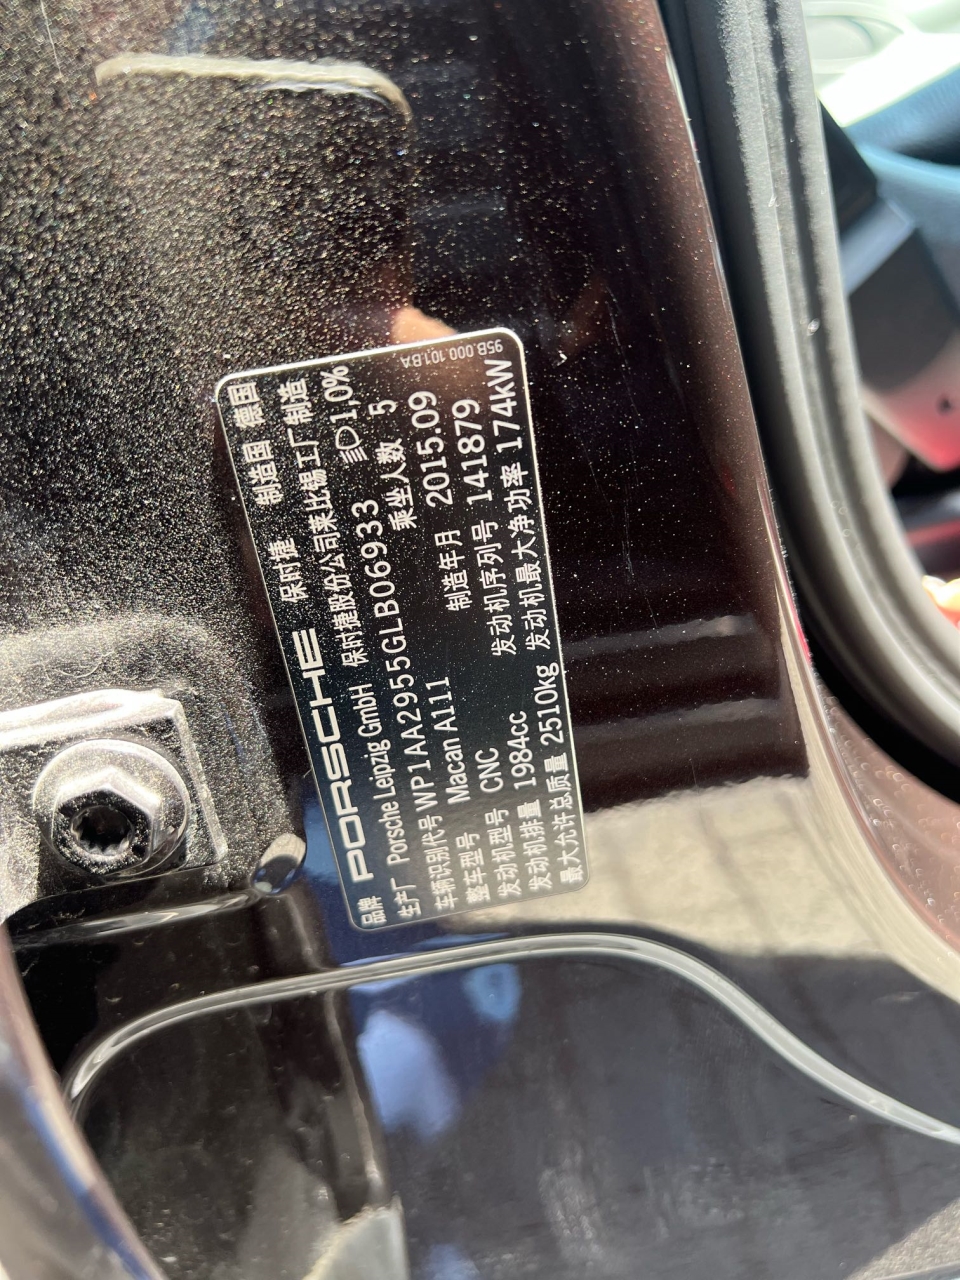 95B.000.101.BA
品牌 PORSCHE 保时捷 制造国 德国
生产厂 Porsche Leipzig GmbH 保时捷股份公司莱比锡工厂制造
车辆识别代号 WP1AA2955GLB06933 1,0%
整车型号 Macan A111 乘坐人数 5
发动机型号 CNC 制造年月 2015.09
发动机排量 1984cc 发动机序列号 141879
最大允许总质量 2510kg 发动机最大净功率 174kW